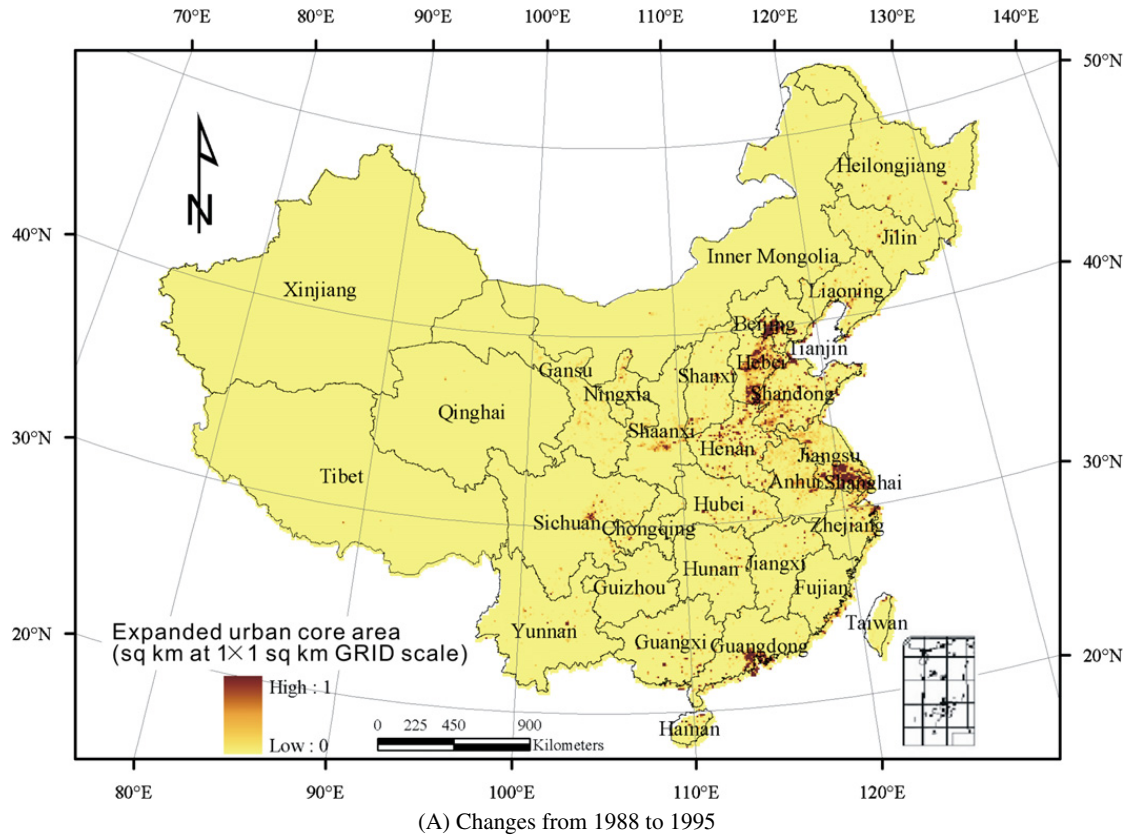 70°E 80°E 90°E 100°E 110°E 120°E 130°E 140°E
50°N
Heilongjiang
Jilin
40°N
40°N
Inner Mongolia
Xinjiang
Liaoning
Beijing
Tianjin
Hebei
Gansu
Shanxi
Ningxia
Shandong
Qinghai
Shaanxi
30°N
Henan
Jiangsu
30°N
Tibet
Anhui
Shanghai
Hubei
Sichuan
Chongqing
Zhejiang
Hunan
Jiangxi
Guizhou
Fujian
Taiwan
20°N
Yunnan
Guangxi
Guangdong
20°N
Expanded urban core area
(sq km at 1×1 sq km GRID scale)
High : 1
Low : 0
N
0 225 450 900
Kilometers
Hainan
80°E 90°E 100°E 110°E 120°E
(A) Changes from 1988 to 1995